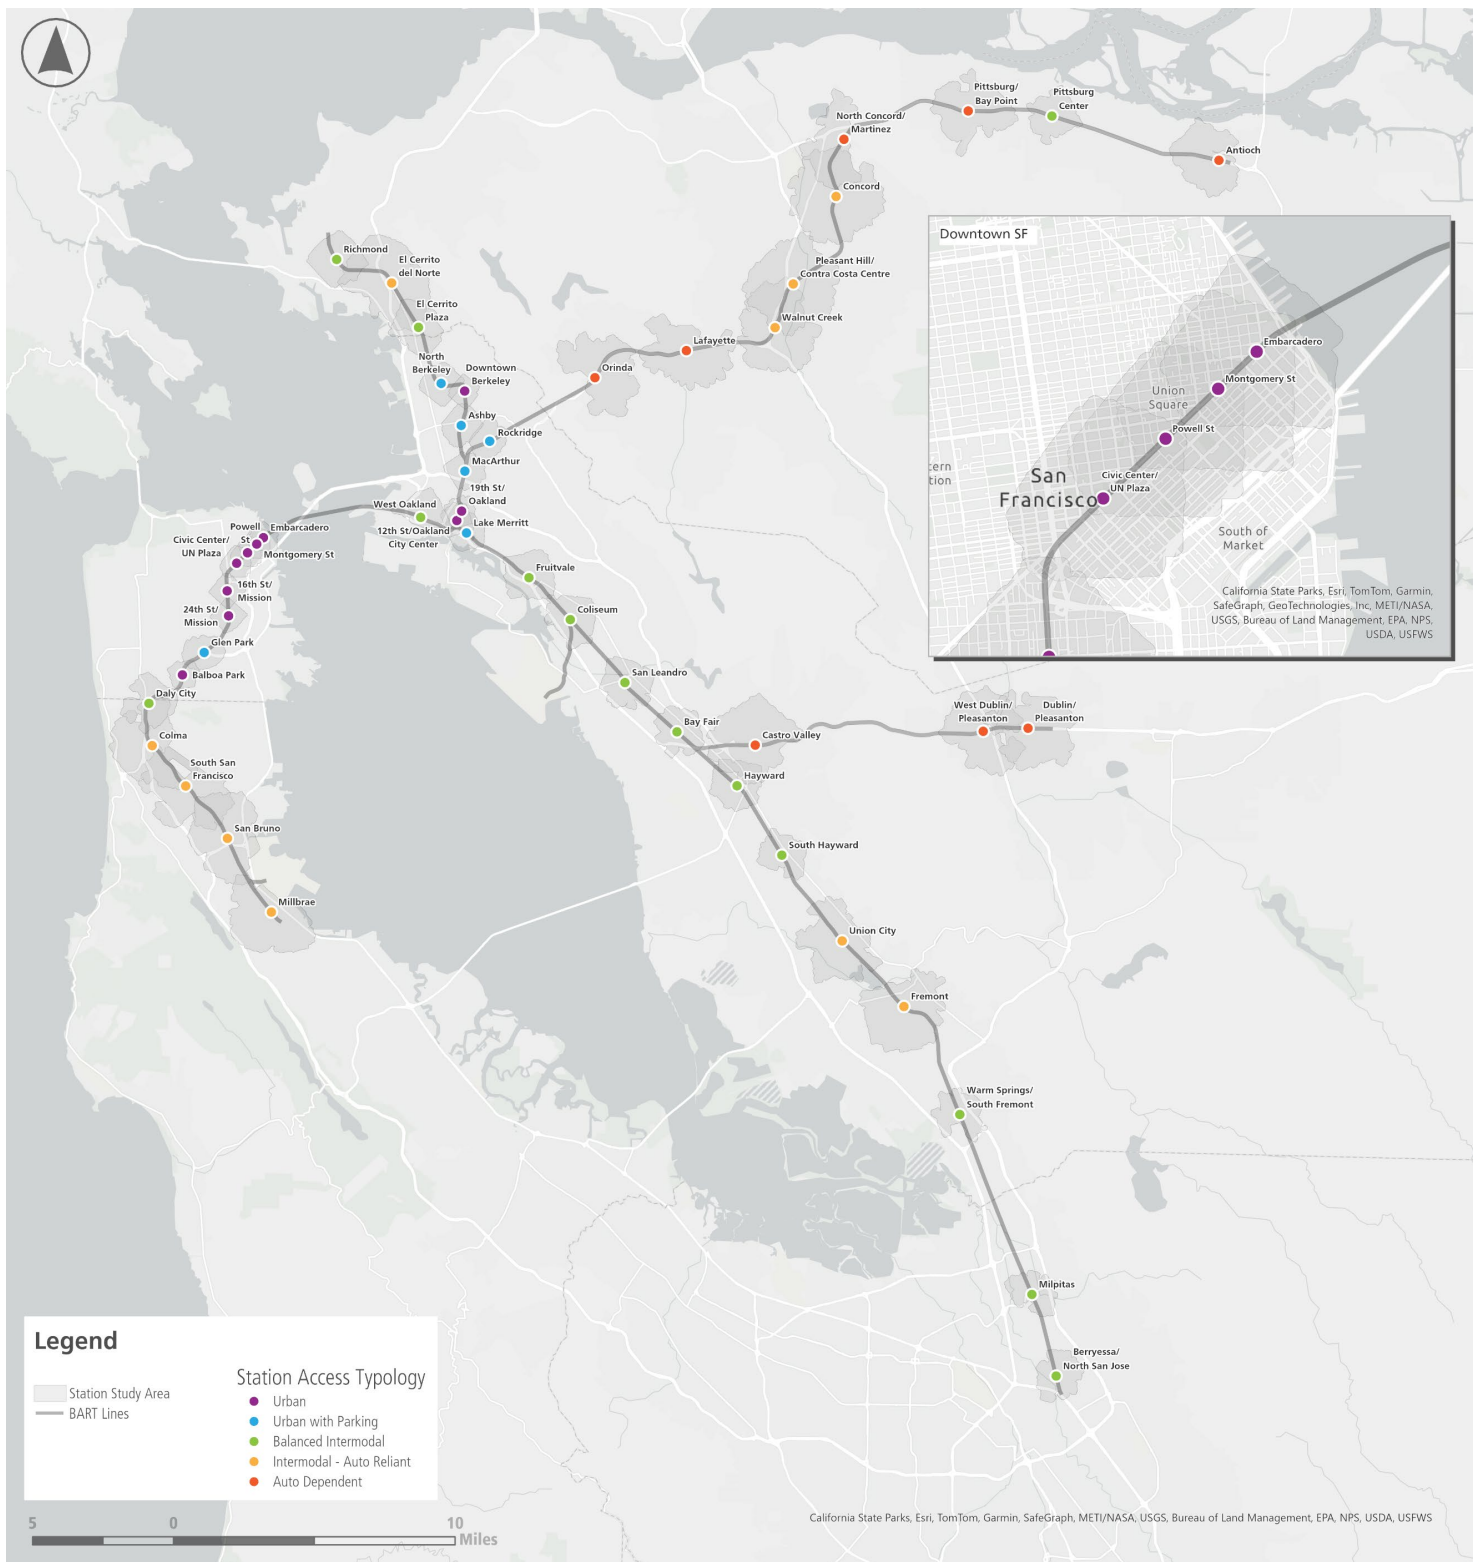 Pittsburg/
Bay Point
Pittsburg
Center
North Concord/
Martinez
Antioch
Concord
Downtown SF
Richmond
El Cerrito
del Norte
Pleasant Hill/
Contra Costa Centre
El Cerrito
Plaza
Walnut Creek
Lafayette
North
Berkeley
Downtown
Berkeley
Orinda
Ashby
Rockridge
MacArthur
19th St/
Oakland
West Oakland
12th St/Oakland
City Center
Lake Merritt
Powell
St
Embarcadero
Civic Center/
UN Plaza
Montgomery St
16th St/
Mission
24th St/
Mission
Glen Park
Balboa Park
Daly City
Colma
South San
Francisco
San Bruno
Millbrae
Fruitvale
Coliseum
San Leandro
Bay Fair
Castro Valley
West Dublin/
Pleasanton
Dublin/
Pleasanton
Hayward
South Hayward
Union City
Fremont
Warm Springs/
South Fremont
Milpitas
Berryessa/
North San Jose
Embarcadero
Montgomery St
Union
Square
Powell St
Civic Center/
UN Plaza
San
Francisco
tern
tion
South of
Market
California State Parks, Esri, TomTom, Garmin,
SafeGraph, GeoTechnologies, Inc, METI/NASA,
USGS, Bureau of Land Management, EPA, NPS,
USDA, USFWS
Legend
Station Study Area
BART Lines
Station Access Typology
Urban
Urban with Parking
Balanced Intermodal
Intermodal - Auto Reliant
Auto Dependent
5 0 10
Miles
California State Parks, Esri, TomTom, Garmin, SafeGraph, METI/NASA, USGS, Bureau of Land Management, EPA, NPS, USDA, USFWS